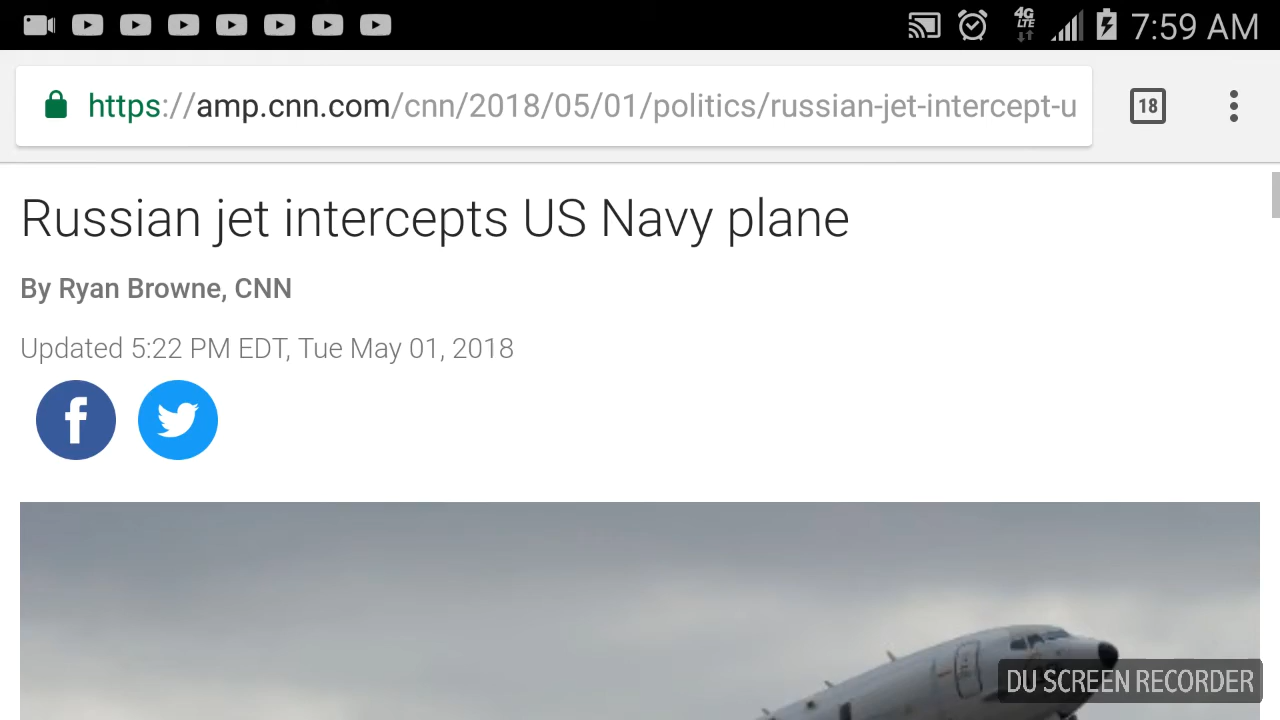 4G
LTE
7:59 AM
https://amp.cnn.com/cnn/2018/05/01/politics/russian-jet-intercept-u
18
Russian jet intercepts US Navy plane
By Ryan Browne, CNN
Updated 5:22 PM EDT, Tue May 01, 2018
f
DU SCREEN RECORDER